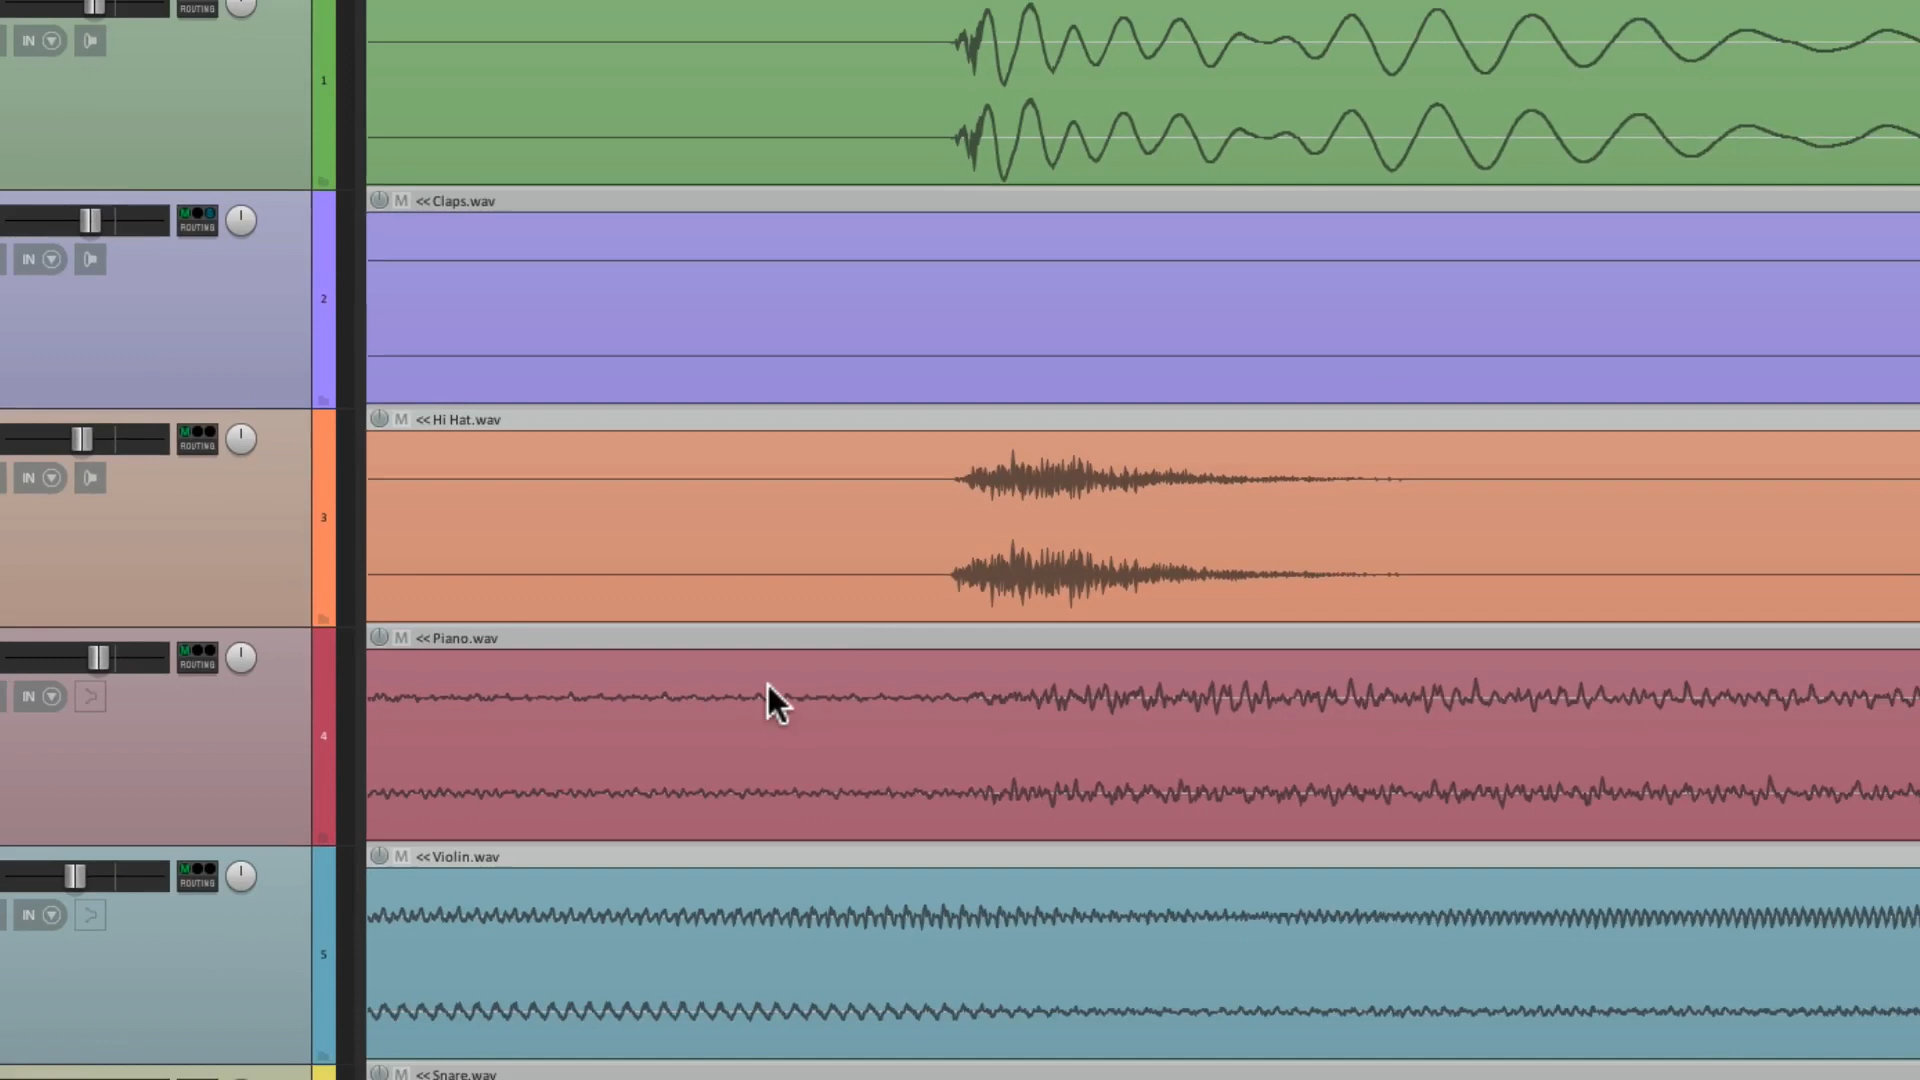 ROUTING
IN
1
M << Claps.wav
M
ROUTING
IN
2
M << Hi Hat.wav
M
ROUTING
IN
3
M << Piano.wav
M
ROUTING
IN
4
M << Violin.wav
M
ROUTING
IN
5
M << Snare.wav